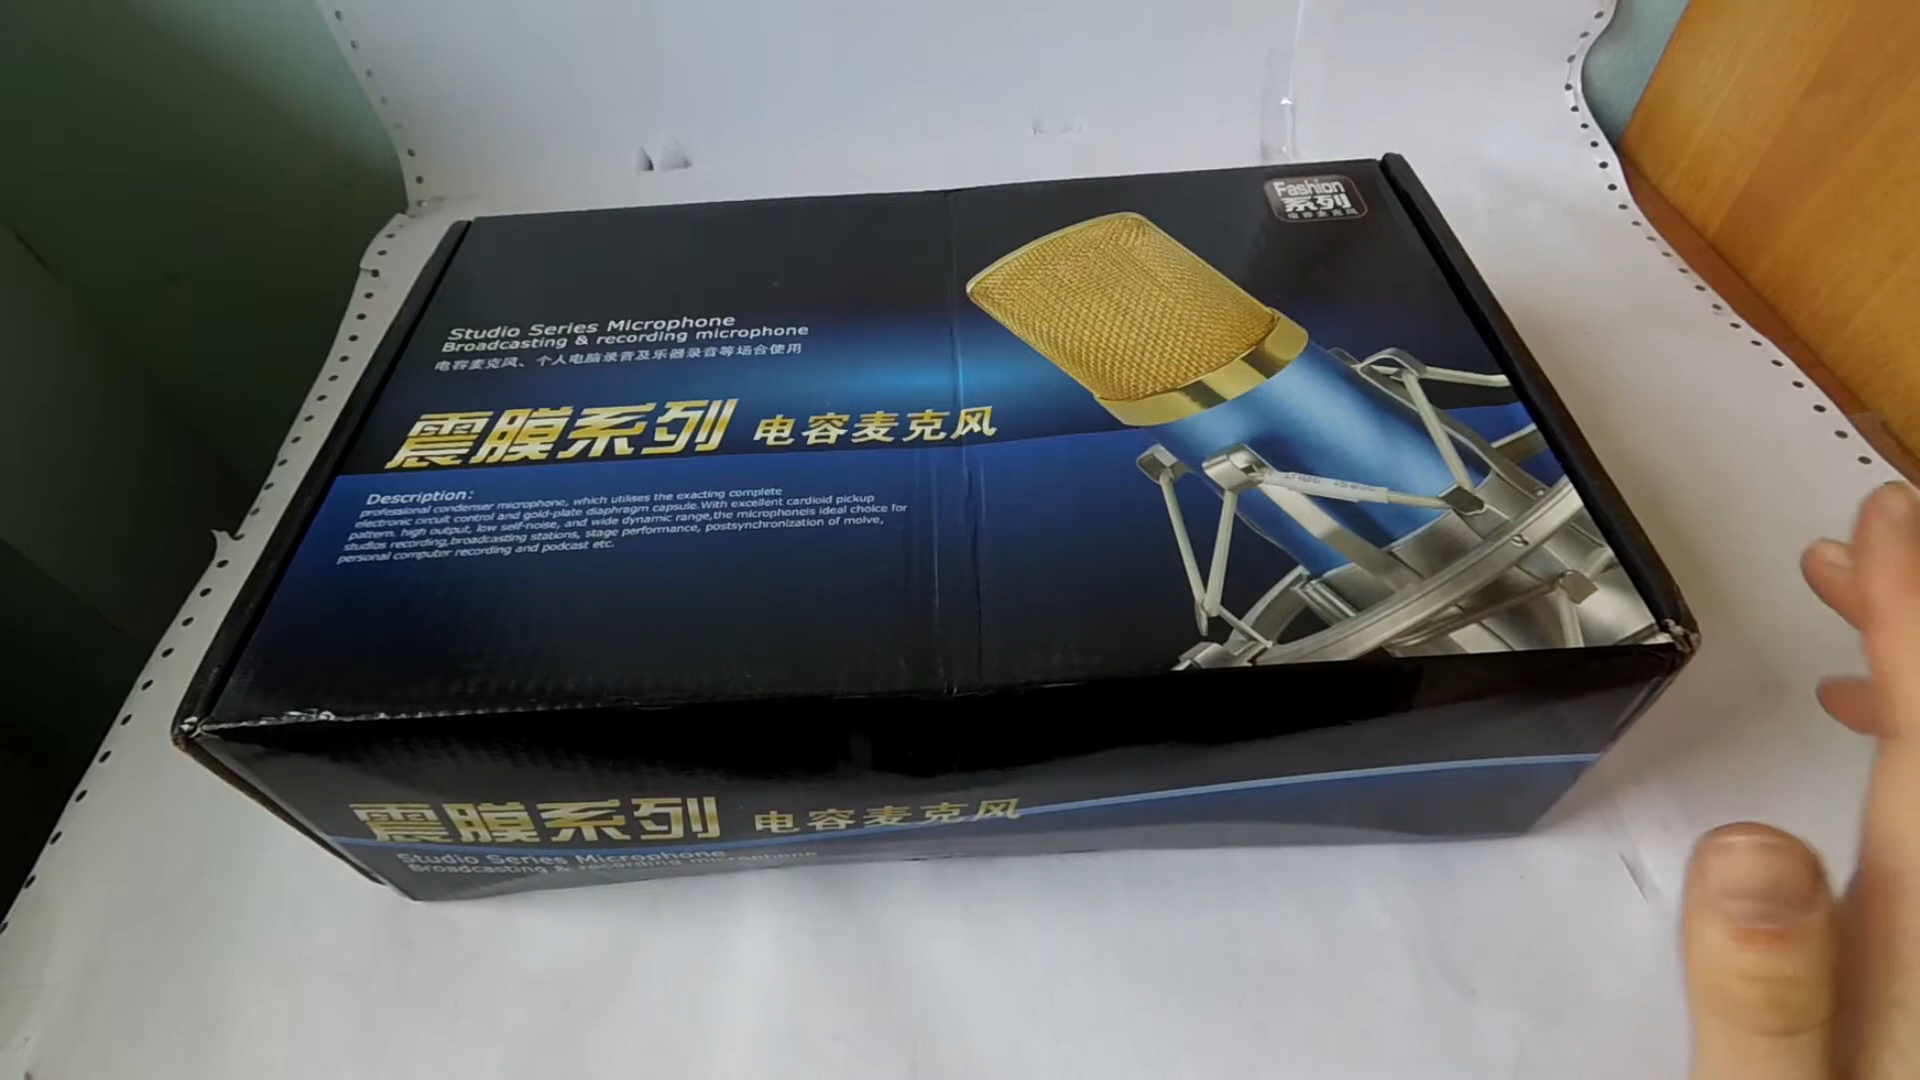 Fashion
系列
电容麦克风
Studio Series Microphone
Broadcasting & recording microphone
电容麦克风、个人电脑录音及乐器录音等场合使用
震膜系列 电容麦克风
Description:
professional condenser microphone, which utilises the exacting complete
electronic circuit control and gold-plate diaphragm capsule.With excellent cardioid pickup
pattern, high output, low self-noise, and wide dynamic range,the microphoneis ideal choice for
studios recording,broadcasting stations, stage performance, postsynchronization of molve,
personal computer recording and podcast etc.
震膜系列 电容麦克风
Studio Series Microphone
Broadcasting & recording microphone